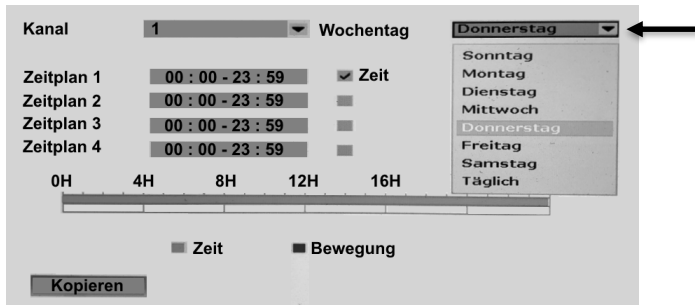 Kanal 1 Wochentag Donnerstag
Sonntag
Montag
Zeitplan 1 00 : 00 - 23 : 59 Zeit
Dienstag
Zeitplan 2 00 : 00 - 23 : 59
Mittwoch
Zeitplan 3 00 : 00 - 23 : 59
Donnerstag
Zeitplan 4 00 : 00 - 23 : 59
Freitag
Samstag
Täglich
0H 4H 8H 12H 16H
Zeit Bewegung
Kopieren